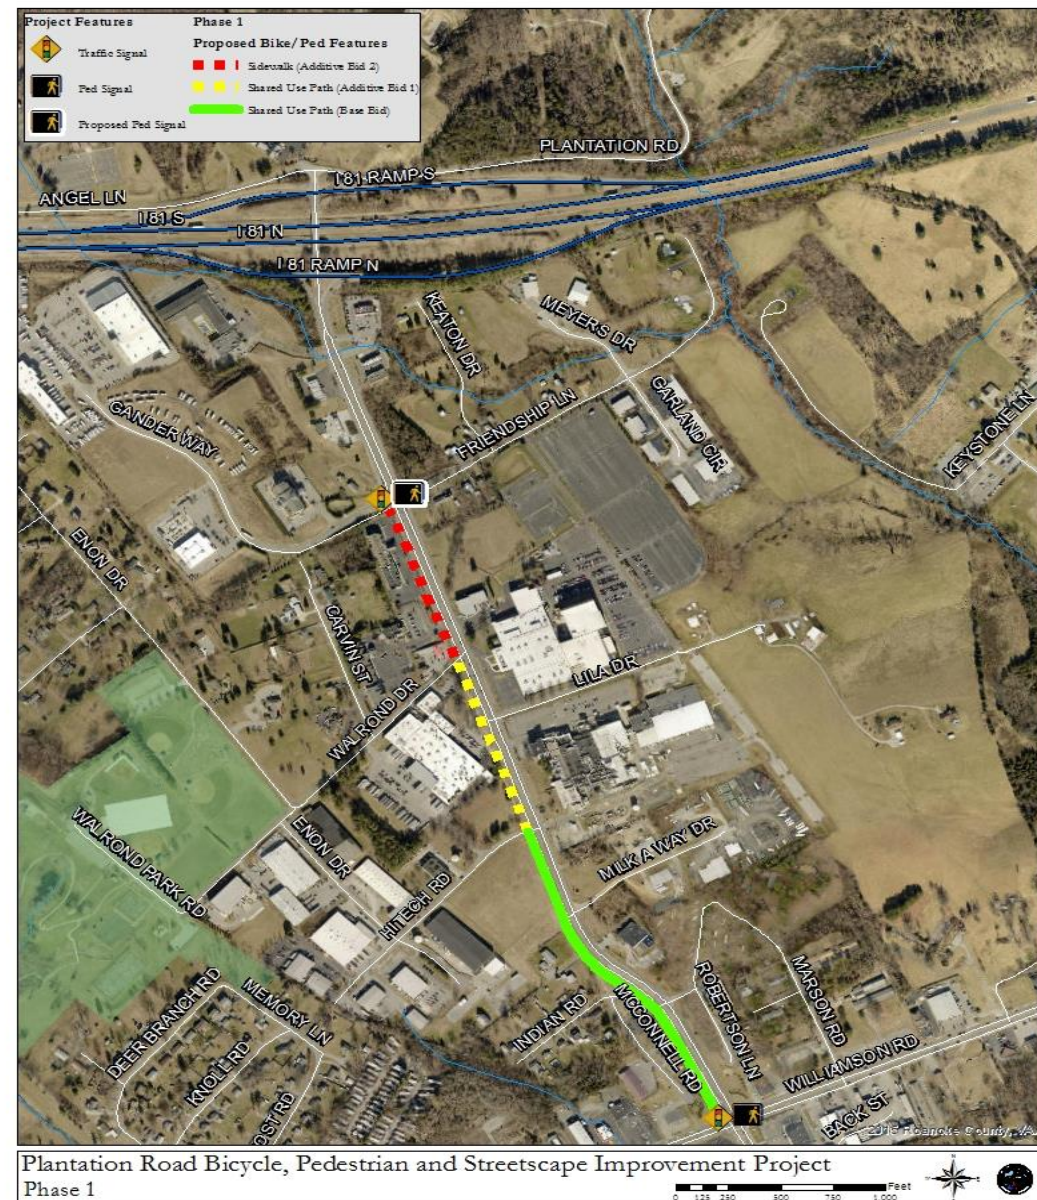 Project Features
Phase 1
Traffic Signal
Proposed Bike/Ped Features
Sidewalk (Additive Bid 2)
Ped Signal
Shared Use Path (Additive Bid 1)
Shared Use Path (Base Bid)
Proposed Ped Signal
PLANTATION RD
I 81 RAMP S
ANGEL LN
I 81 S
I 81 N
I 81 RAMP N
KEATON DR
MEYERS DR
GANDER WAY
FRIENDSHIP LN
GARLAND CIR
KEYSTONE LN
ENON DR
CARVIN ST
LILA DR
WALROND DR
WALROND PARK RD
ENON DR
MILK A WAY DR
HITECH RD
MARSON RD
ROBERTSON LN
DEER BRANCH RD
MEMORY LN
INDIAN RD
MCCONNELL RD
KNOLL RD
OST RD
WILLIAMSON RD
BACK ST
Roanoke County, VA
Plantation Road Bicycle, Pedestrian and Streetscape Improvement Project
Phase 1
Feet
0 125 250 500 750 1,000